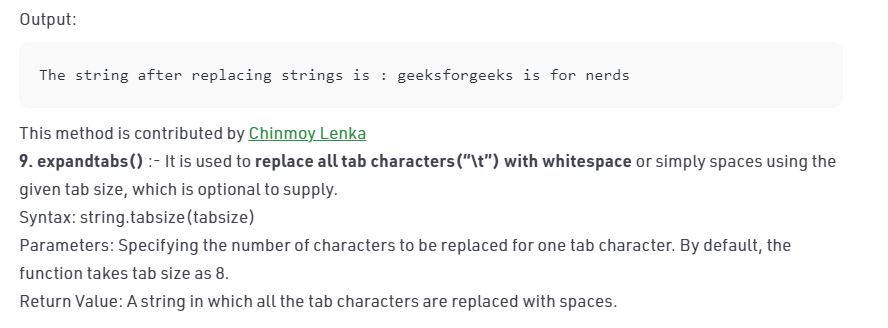 Output:
The string after replacing strings is : geeksforgeeks is for nerds
This method is contributed by Chinmoy Lenka
9. expandtabs() :- It is used to replace all tab characters(“\t”) with whitespace or simply spaces using the
given tab size, which is optional to supply.
Syntax: string.tabsize(tabsize)
Parameters: Specifying the number of characters to be replaced for one tab character. By default, the
function takes tab size as 8.
Return Value: A string in which all the tab characters are replaced with spaces.